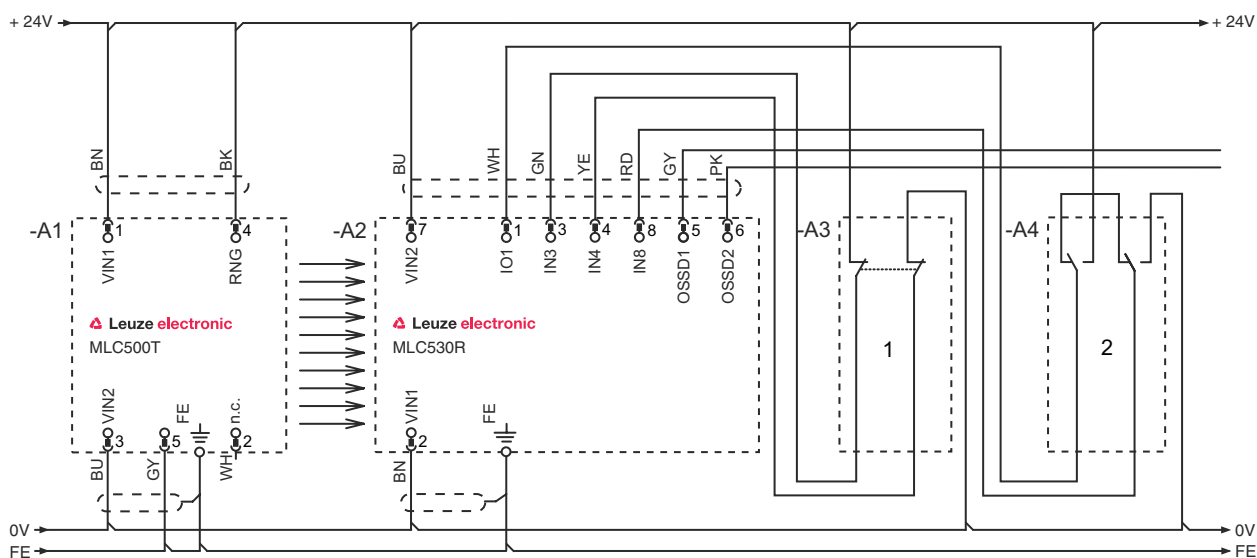 + 24V
+ 24V
BN
BK
BU
WH
GN
YE
RD
GY
PK
-A1
1
4
-A2
7
1
3
4
8
5
6
-A3
-A4
VIN1
RNG
VIN2
IO1
IN3
IN4
IN8
OSSD1
OSSD2
Leuze electronic
MLC500T
Leuze electronic
MLC530R
1
2
VIN2
FE
n.c.
VIN1
FE
3
5
2
2
BU
GY
WH
BN
0V
0V
FE
FE